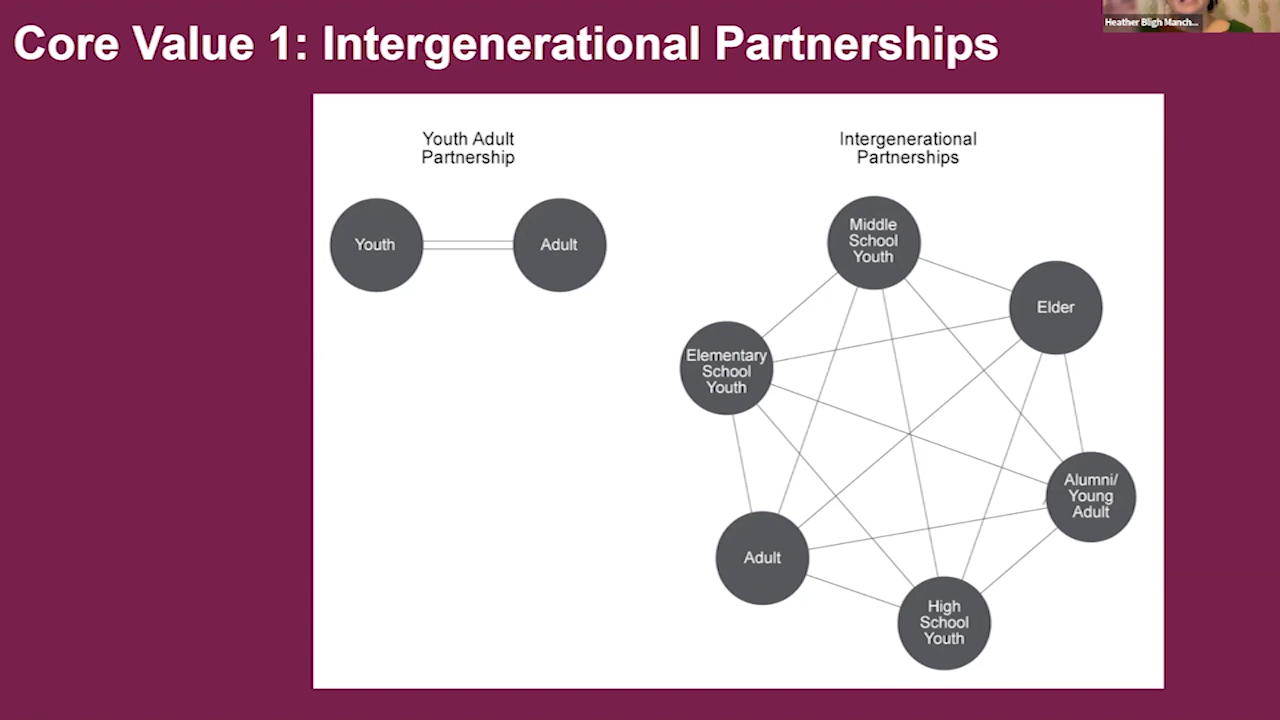 Core Value 1: Intergenerational Partnerships
Heather Bligh Manch...
Youth Adult
Partnership
Youth
Adult
Intergenerational
Partnerships
Middle
School
Youth
Elder
Elementary
School
Youth
Alumni/
Young
Adult
Adult
High
School
Youth